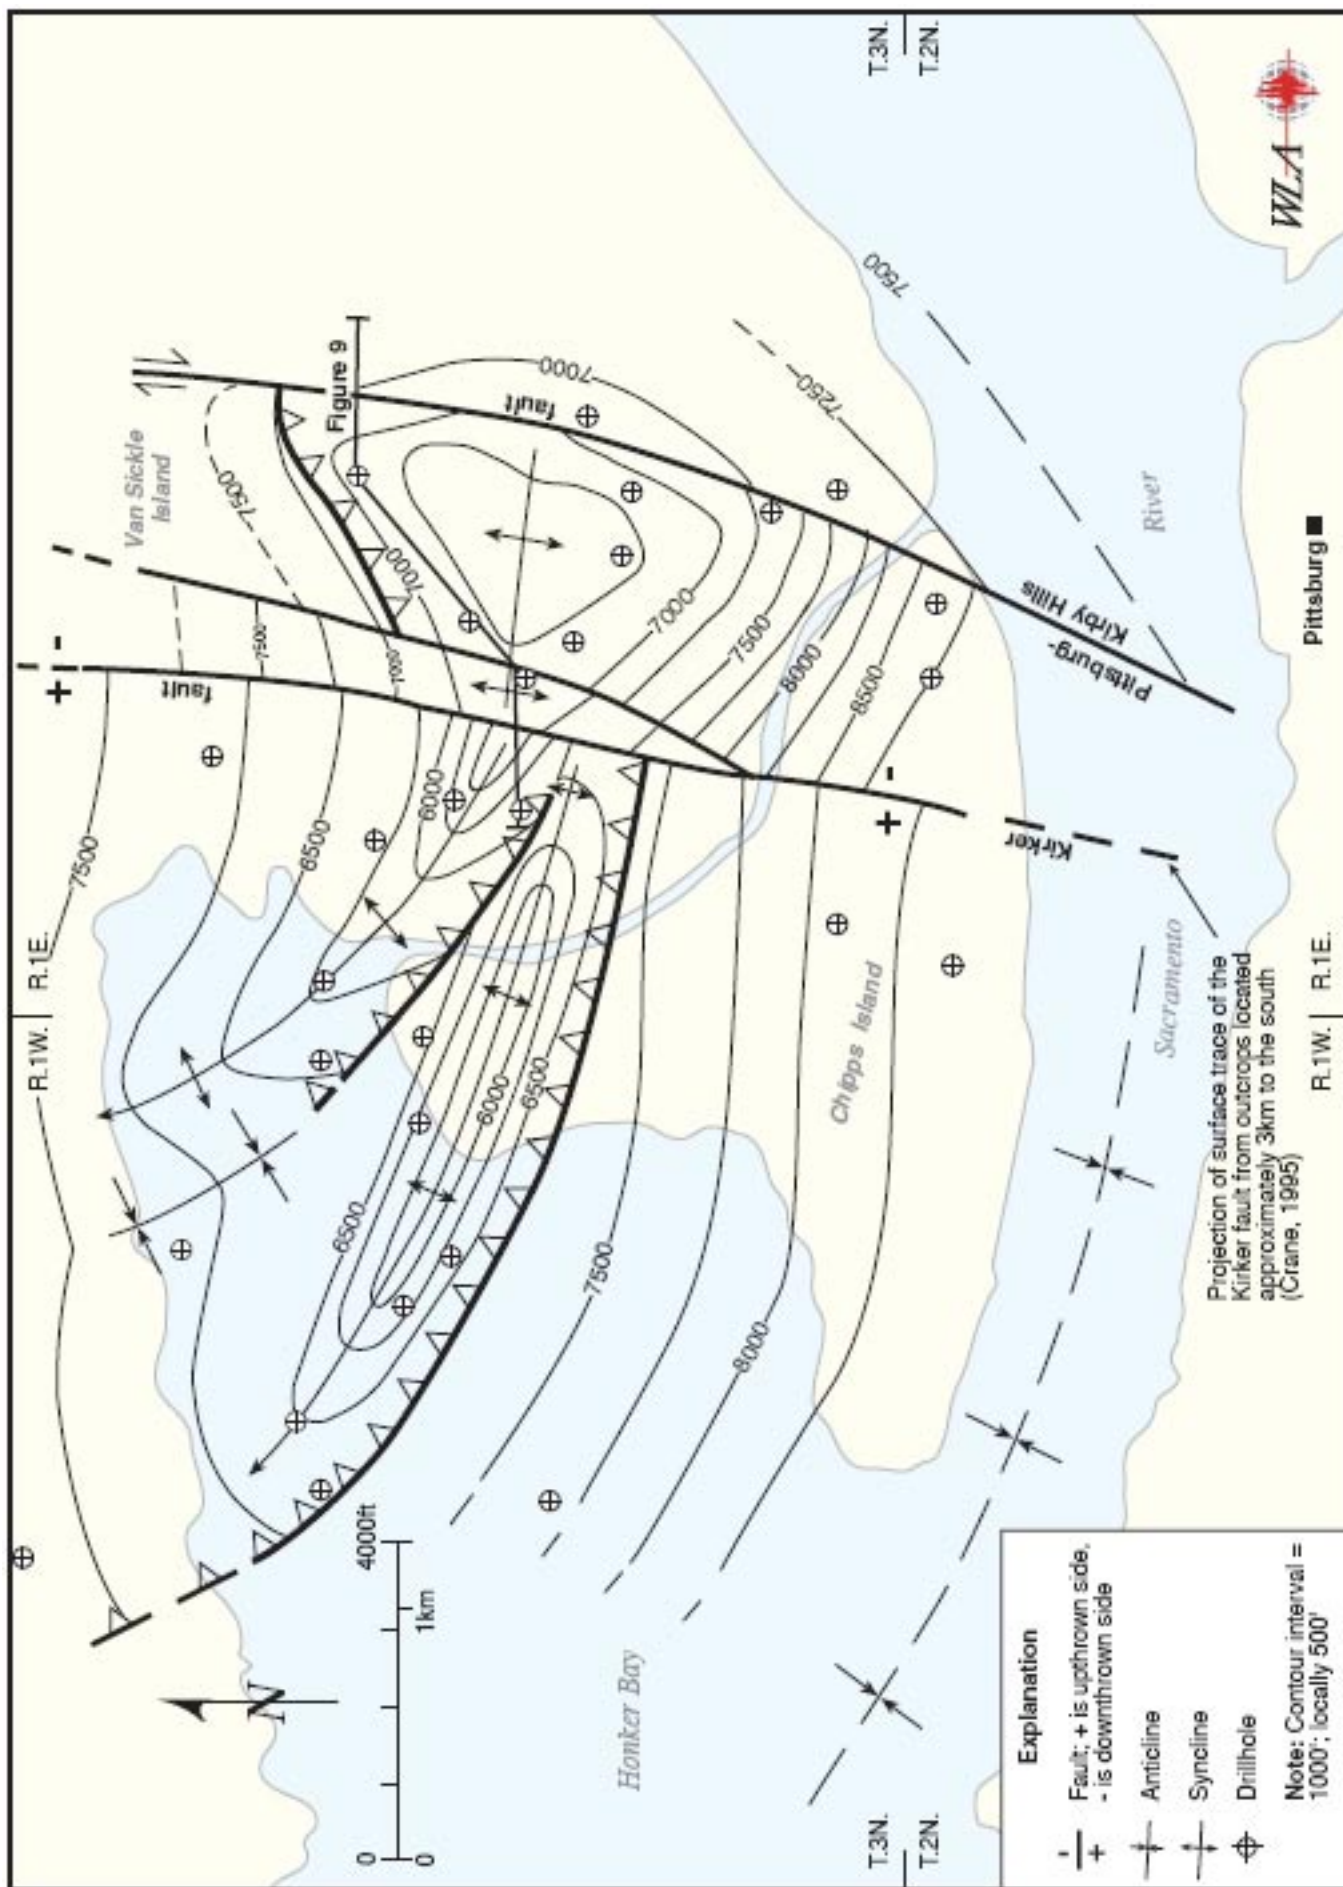 R.1W. R.1E.
T.3N.
T.2N.
Van Sickle
Island
Figure 9
fault
fault
7500
7500
7500
7000
7000
6500
6000
7000
7000
7500
8000
8500
7250
7500
6500
6000
6500
7500
8000
Pittsburg-
Kirby Hills
River
Pittsburg
Kirker
Sacramento
Chipps Island
Honker Bay
N
0
4000ft
0
1km
Projection of surface trace of the
Kirker fault from outcrops located
approximately 3km to the south
(Crane, 1995)
R.1W. R.1E.
T.3N.
T.2N.
WLA
Explanation
Fault; + is upthrown side,
- is downthrown side
Anticline
Syncline
Drillhole
Note: Contour interval =
1000'; locally 500'